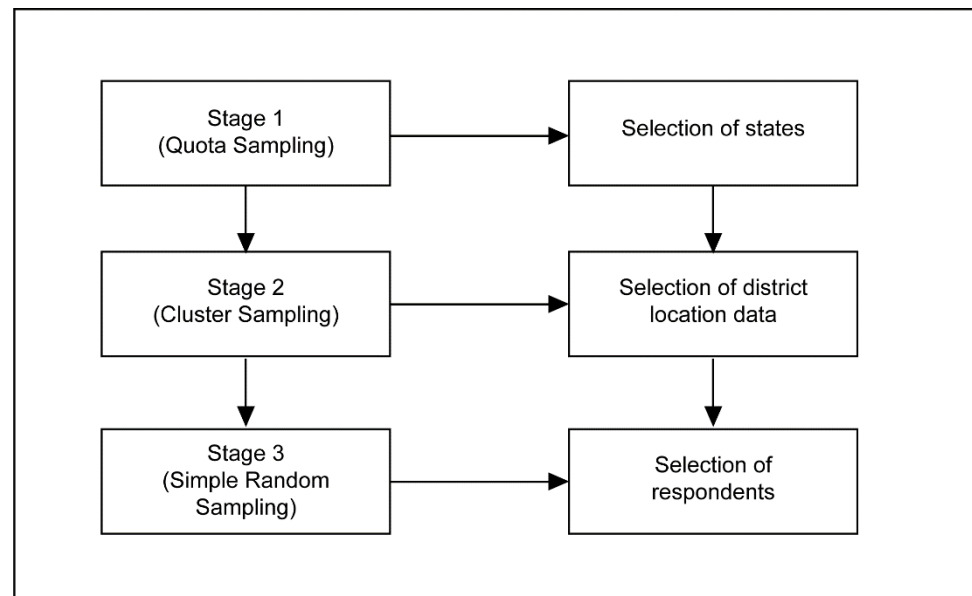 Stage 1
(Quota Sampling)
Selection of states
Stage 2
(Cluster Sampling)
Selection of district
location data
Stage 3
(Simple Random
Sampling)
Selection of
respondents